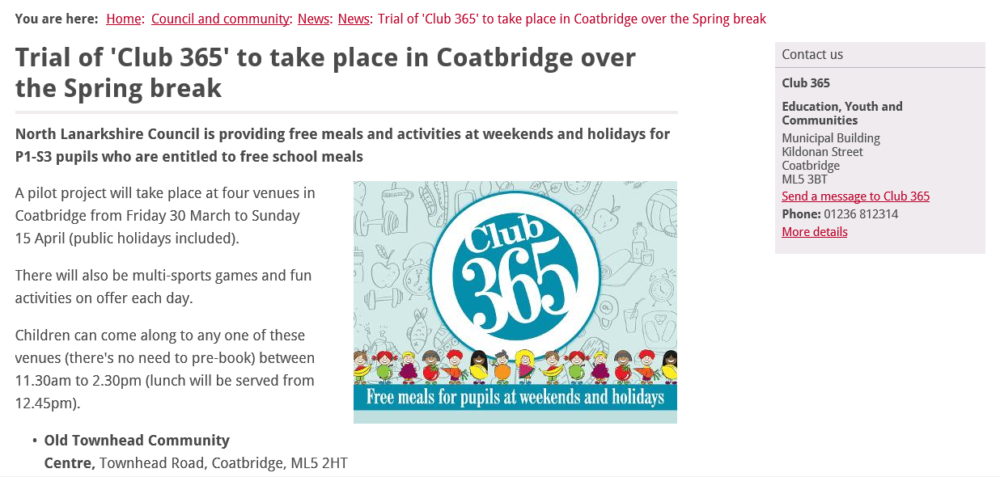 You are here: Home: Council and community: News: News: Trial of 'Club 365' to take place in Coatbridge over the Spring break
Trial of 'Club 365' to take place in Coatbridge over
the Spring break
North Lanarkshire Council is providing free meals and activities at weekends and holidays for
P1-S3 pupils who are entitled to free school meals
A pilot project will take place at four venues in
Coatbridge from Friday 30 March to Sunday
15 April (public holidays included).
There will also be multi-sports games and fun
activities on offer each day.
Children can come along to any one of these
venues (there's no need to pre-book) between
11.30am to 2.30pm (lunch will be served from
12.45pm).
• Old Townhead Community
Centre, Townhead Road, Coatbridge, ML5 2HT
Club
365
Free meals for pupils at weekends and holidays
Contact us
Club 365
Education, Youth and
Communities
Municipal Building
Kildonan Street
Coatbridge
ML5 3BT
Send a message to Club 365
Phone: 01236 812314
More details